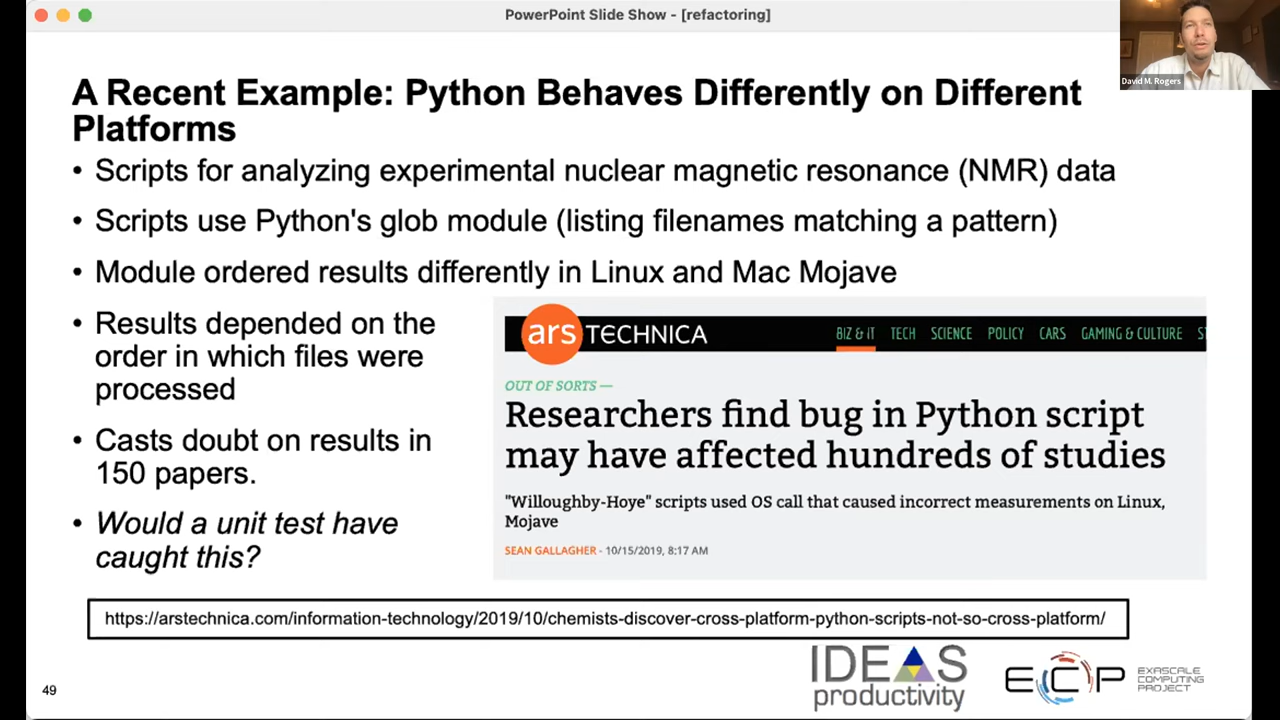 PowerPoint Slide Show - [refactoring]
David M. Rogers
A Recent Example: Python Behaves Differently on Different
Platforms
• Scripts for analyzing experimental nuclear magnetic resonance (NMR) data
• Scripts use Python's glob module (listing filenames matching a pattern)
• Module ordered results differently in Linux and Mac Mojave
• Results depended on the
order in which files were
processed
• Casts doubt on results in
150 papers.
• Would a unit test have
caught this?
ars TECHNICA
BIZ & IT TECH SCIENCE POLICY CARS GAMING & CULTURE ST
OUT OF SORTS —
Researchers find bug in Python script
may have affected hundreds of studies
"Willoughby-Hoye" scripts used OS call that caused incorrect measurements on Linux,
Mojave
SEAN GALLAGHER - 10/15/2019, 8:17 AM
https://arstechnica.com/information-technology/2019/10/chemists-discover-cross-platform-python-scripts-not-so-cross-platform/
49
IDEAS
productivity
ECP
EXASCALE
COMPUTING
PROJECT